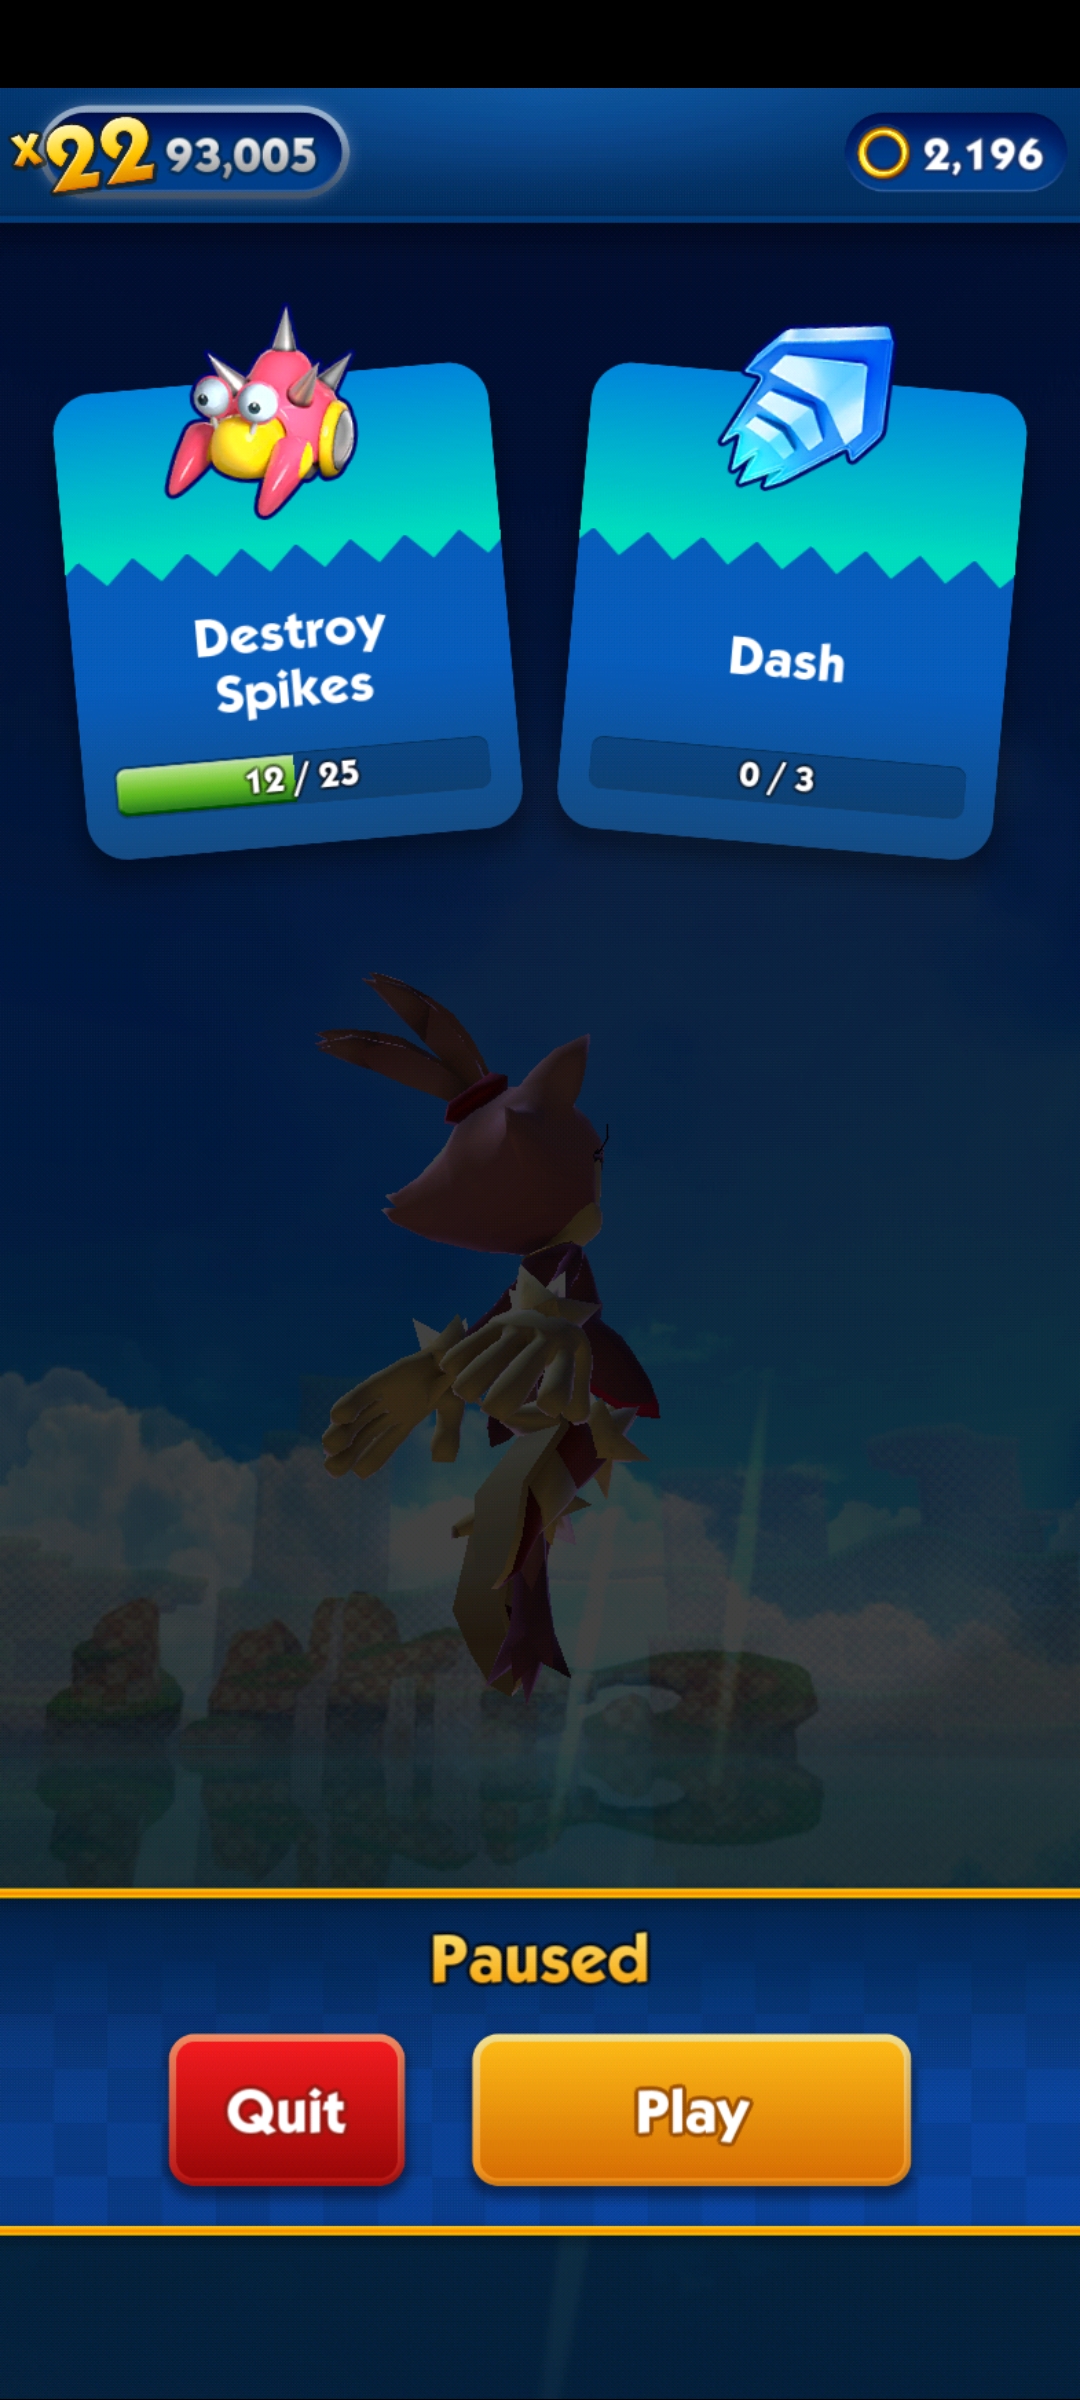 x22 93,005
2,196
Destroy
Spikes
12 / 25
Dash
0 / 3
Paused
Quit
Play